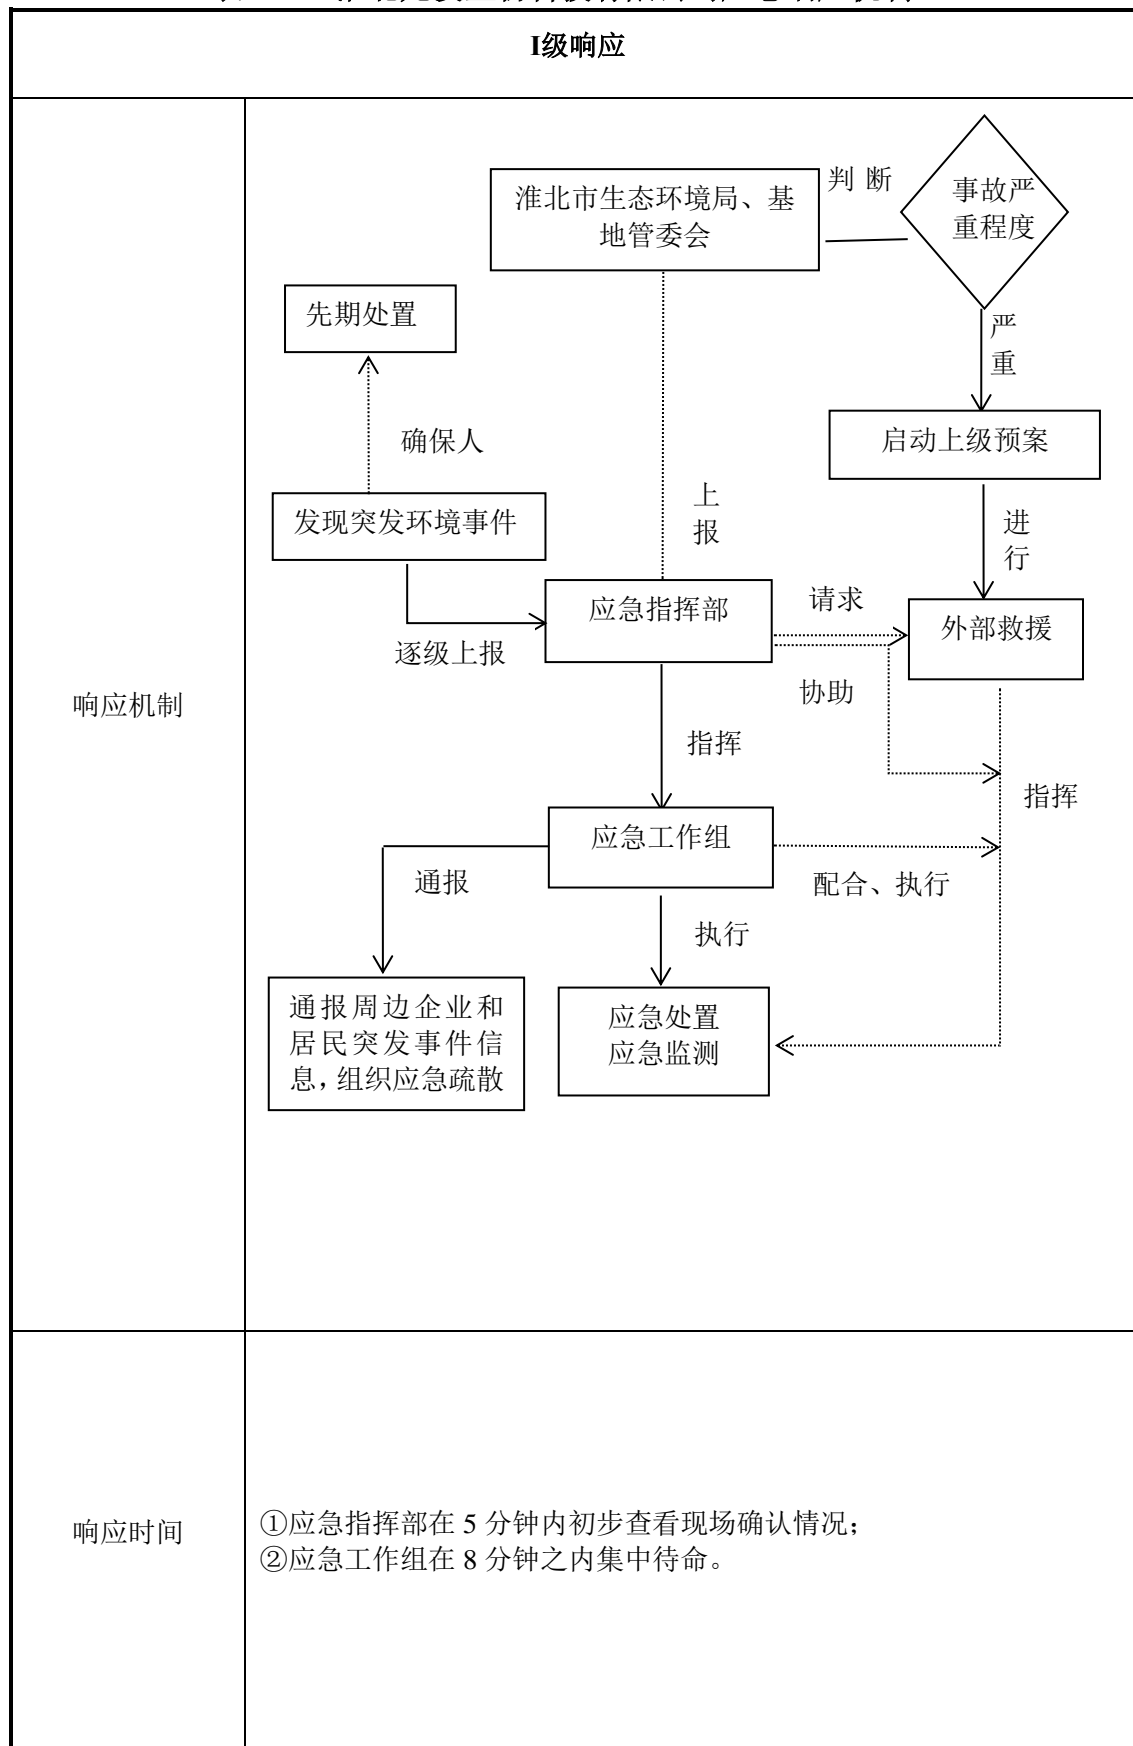 I级响应
响应机制
判 断
事故严
重程度
淮北市生态环境局、基
地管委会
先期处置
严
重
确保人
启动上级预案
上
报
发现突发环境事件
进
行
应急指挥部
请求
外部救援
逐级上报
协助
指挥
指挥
应急工作组
通报
配合、执行
执行
通报周边企业和
居民突发事件信
息，组织应急疏散
应急处置
应急监测
响应时间
①应急指挥部在 5 分钟内初步查看现场确认情况；
②应急工作组在 8 分钟之内集中待命。